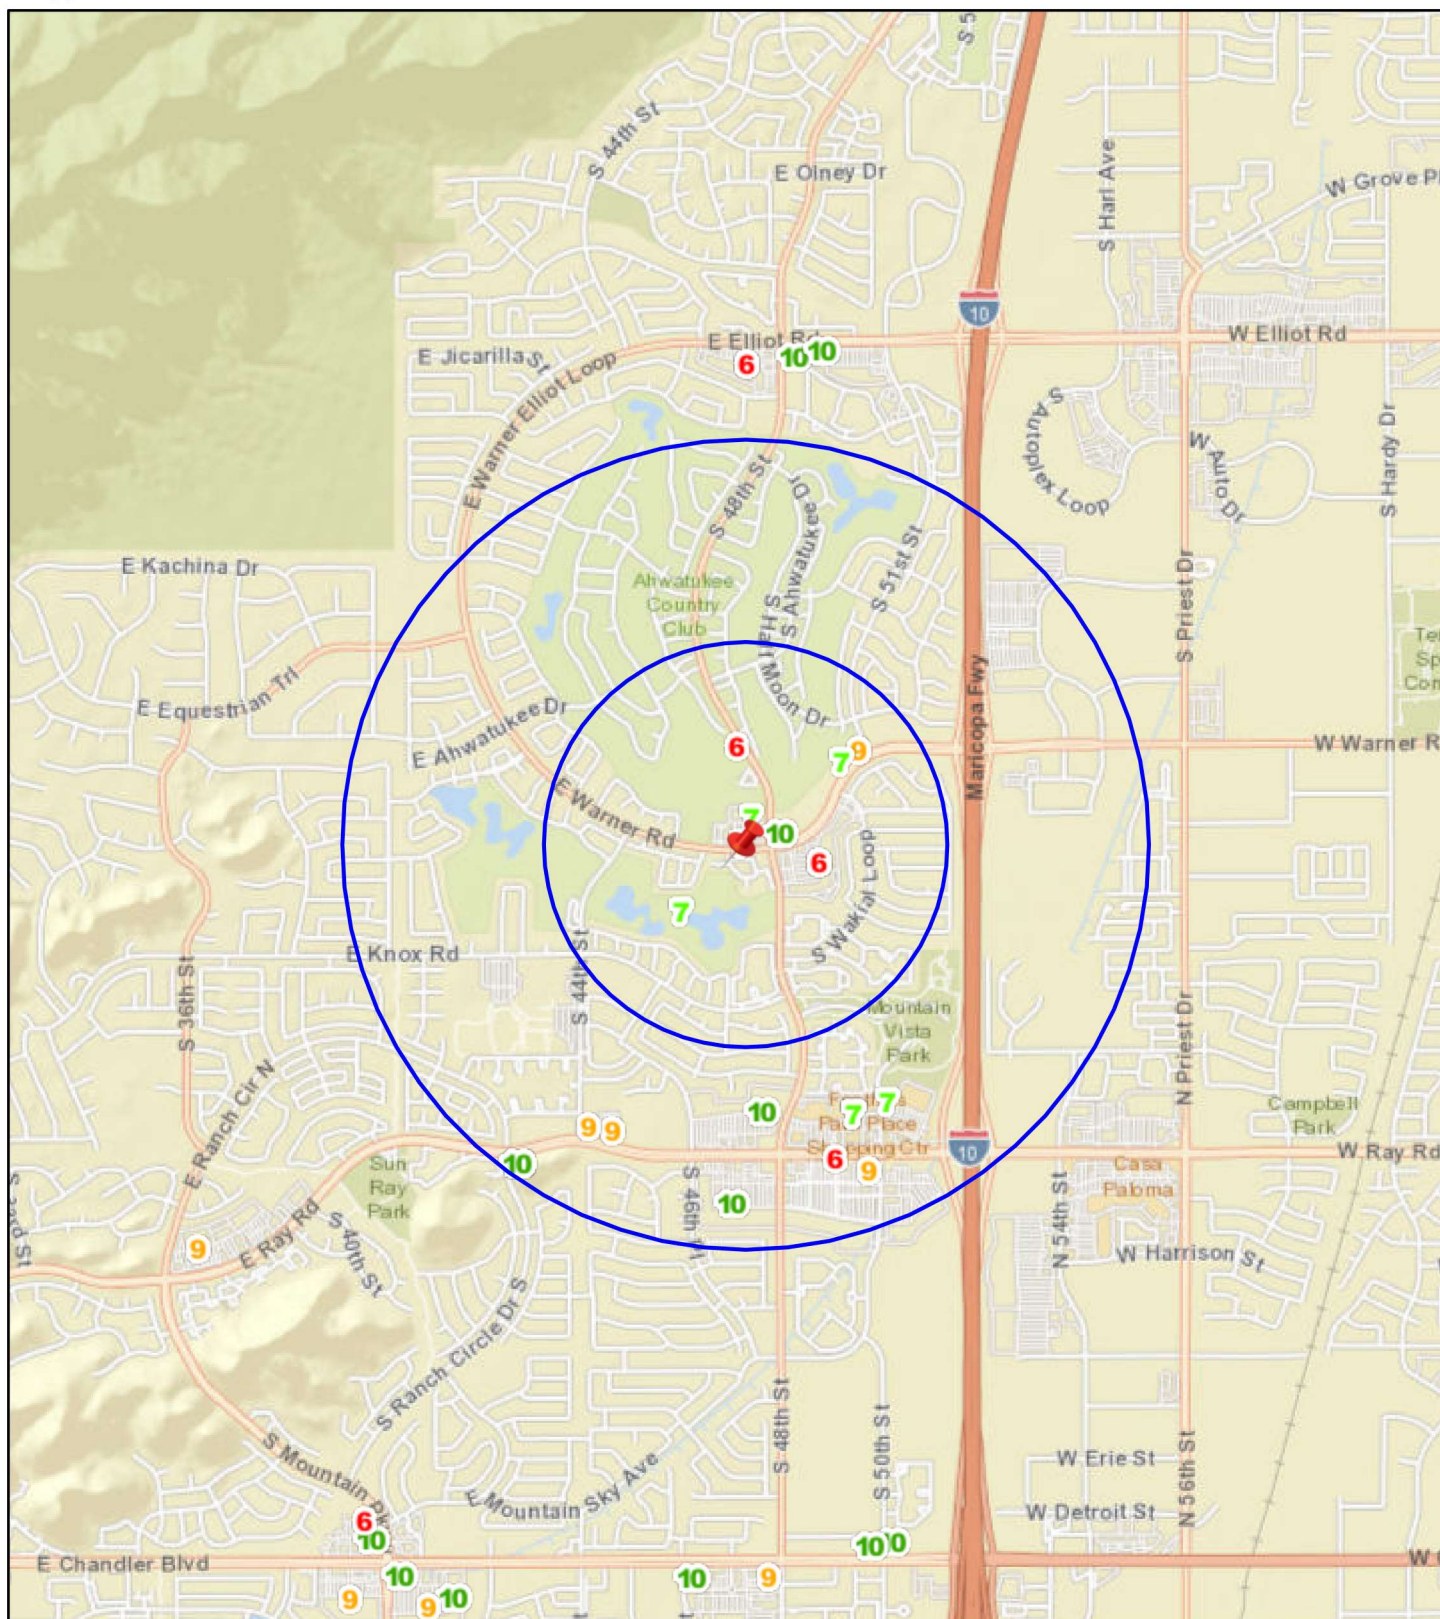 S 5
S 44th St
E Olney Dr
S Harl Ave
W Grove P
10
E Elliot Rd
W Elliot Rd
E Jicarilla St
6
10
10
E Warner Elliot Loop
S Autoplex Loop
W Auto Dr
S Hardy Dr
S 48th St
S Ahwatukee Dr
E Kachina Dr
S 51st St
Ahwatukee
Country
Club
S Half Moon Dr
S Priest Dr
Maricopa Fwy
E Equestrian Trl
E Ahwatukee Dr
6
7
9
W Warner R
E Warner Rd
7
10
6
7
S Wakial Loop
E Knox Rd
S 44th St
S 36th St
Mountain
Vista
Park
N Priest Dr
E Ranch Cir N
10
7
7
Place
9
9
Campbell
Park
10
10
W Ray Rd
Sun
Ray
Park
6
9
Casa
Paloma
S 46th Pl
10
N 54th St
9
E Ray Rd
S 40th St
W Harrison St
S Ranch Circle Dr S
S 48th St
S 50th St
N 56th St
S Mountain Pk
E Mountain Sky Ave
W Erie St
W Detroit St
6
10
10
10
E Chandler Blvd
W
10
10
9
9
9
10